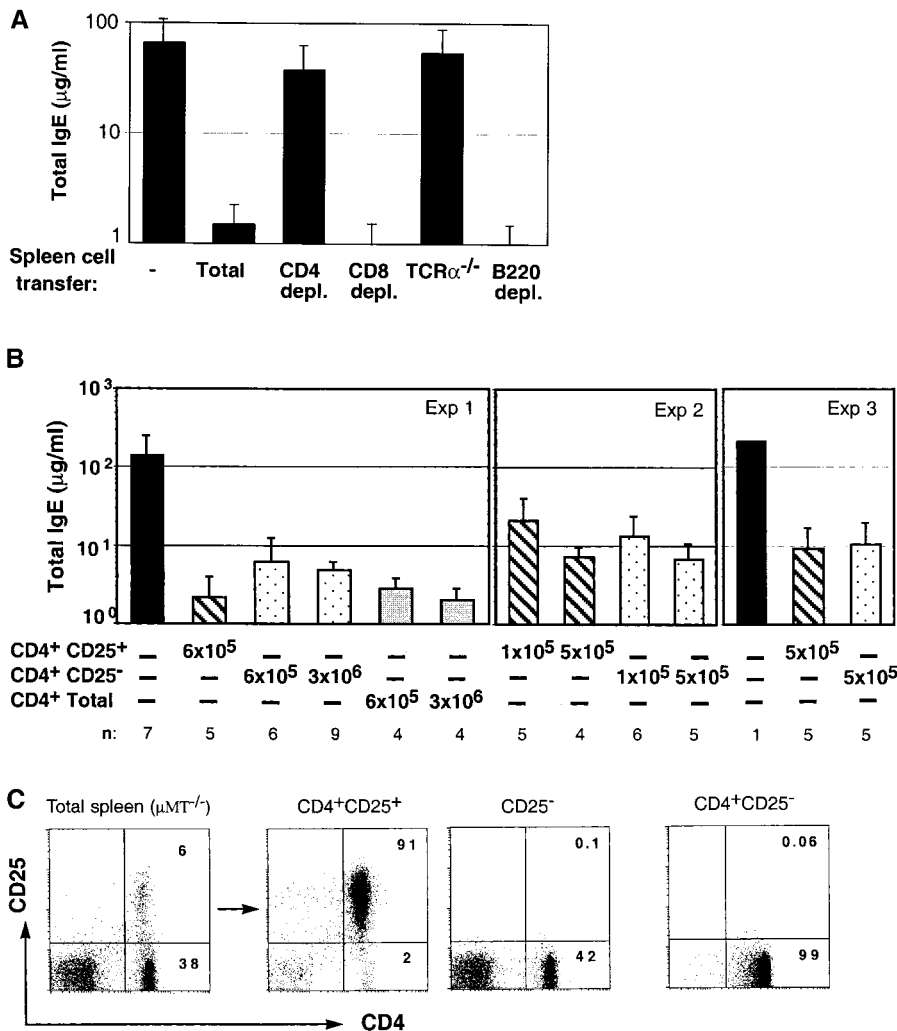 A
Total IgE (μg/ml)
100
10
1
Spleen cell transfer:
- Total CD4 depl. CD8 depl. TCRα-/- B220 depl.
B
Total IgE (μg/ml)
10³
10²
10¹
10⁰
Exp 1
Exp 2
Exp 3
CD4⁺ CD25⁺ – 6x10⁵ – – – – 1x10⁵ 5x10⁵ – – – 5x10⁵ –
CD4⁺ CD25⁻ – – 6x10⁵ 3x10⁶ – – – – 1x10⁵ 5x10⁵ – – 5x10⁵
CD4⁺ Total – – – – 6x10⁵ 3x10⁶ – – – – – – –
n: 7 5 6 9 4 4 5 4 6 5 1 5 5
C
Total spleen (μMT⁻/⁻)
CD4⁺CD25⁺
CD25⁻
CD4⁺CD25⁻
6
91
0.1
0.06
38
2
42
99
CD25
CD4